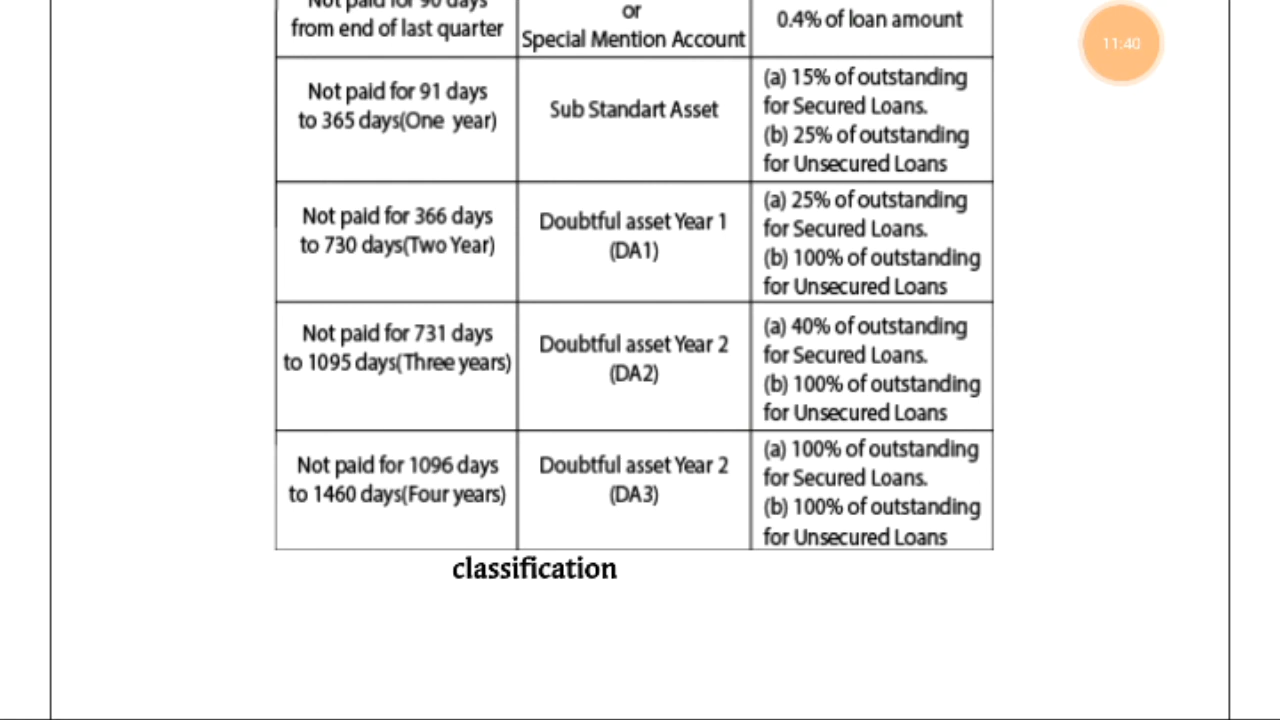 Not paid for 90 days
from end of last quarter
or
Special Mention Account
0.4% of loan amount
Not paid for 91 days
to 365 days(One year)
Sub Standart Asset
(a) 15% of outstanding
for Secured Loans.
(b) 25% of outstanding
for Unsecured Loans
Not paid for 366 days
to 730 days(Two Year)
Doubtful asset Year 1
(DA1)
(a) 25% of outstanding
for Secured Loans.
(b) 100% of outstanding
for Unsecured Loans
Not paid for 731 days
to 1095 days(Three years)
Doubtful asset Year 2
(DA2)
(a) 40% of outstanding
for Secured Loans.
(b) 100% of outstanding
for Unsecured Loans
Not paid for 1096 days
to 1460 days(Four years)
Doubtful asset Year 2
(DA3)
(a) 100% of outstanding
for Secured Loans.
(b) 100% of outstanding
for Unsecured Loans
classification
11:40